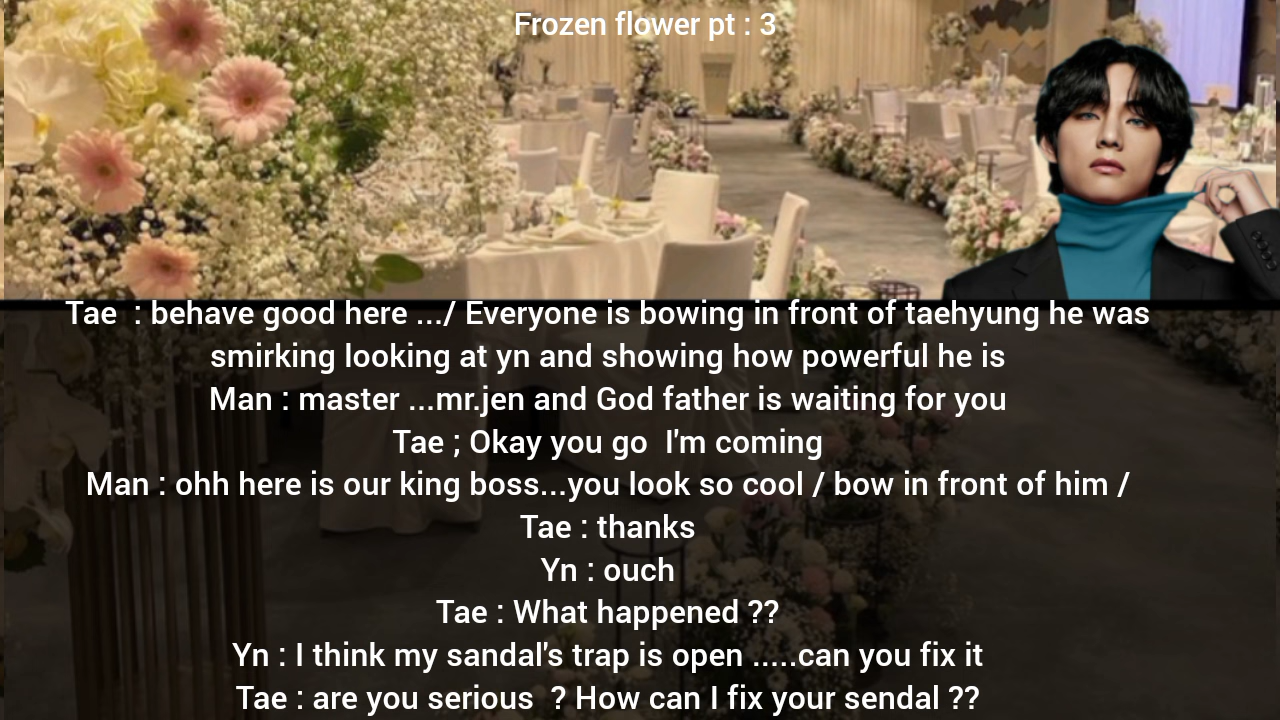 Frozen flower pt : 3
Tae  : behave good here .../ Everyone is bowing in front of taehyung he was
smirking looking at yn and showing how powerful he is
Man : master ...mr.jen and God father is waiting for you
Tae ; Okay you go  I'm coming
Man : ohh here is our king boss...you look so cool / bow in front of him /
Tae : thanks
Yn : ouch
Tae : What happened ??
Yn : I think my sandal's trap is open .....can you fix it
Tae : are you serious  ? How can I fix your sendal ??